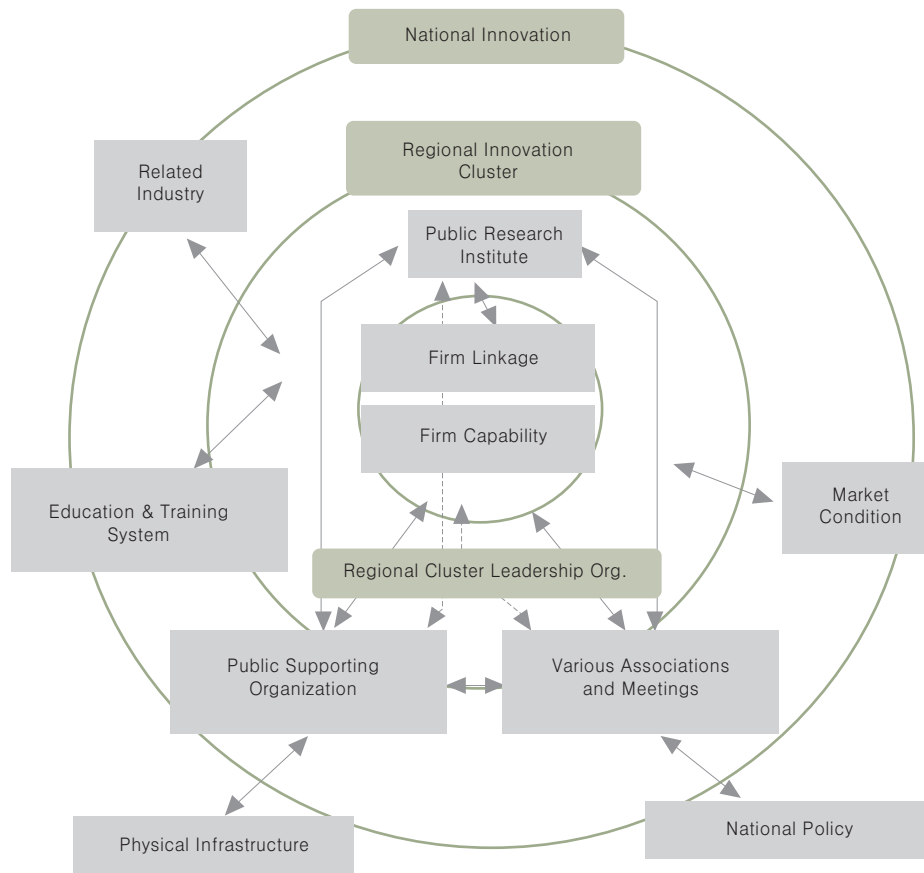 National Innovation
Regional Innovation
Cluster
Related
Industry
Public Research
Institute
Firm Linkage
Firm Capability
Education & Training
System
Market
Condition
Regional Cluster Leadership Org.
Public Supporting
Organization
Various Associations
and Meetings
Physical Infrastructure
National Policy